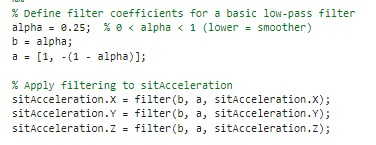 % Define filter coefficients for a basic low-pass filter
alpha = 0.25;  % 0 < alpha < 1 (lower = smoother)
b = alpha;
a = [1, -(1 - alpha)];
% Apply filtering to sitAcceleration
sitAcceleration.X = filter(b, a, sitAcceleration.X);
sitAcceleration.Y = filter(b, a, sitAcceleration.Y);
sitAcceleration.Z = filter(b, a, sitAcceleration.Z);